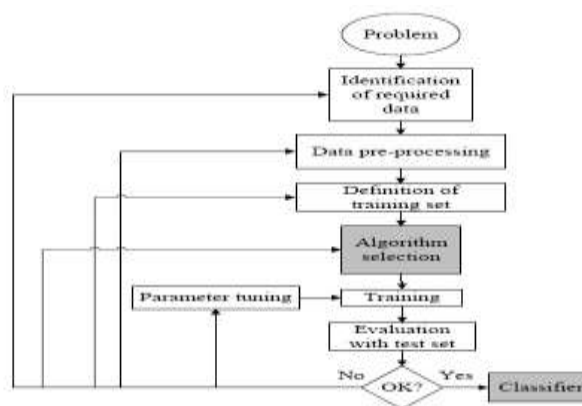 Problem
Identification
of required
data
Data pre-processing
Definition of
training set
Algorithm
selection
Parameter tuning
Training
Evaluation
with test set
No
OK?
Yes
Classifier